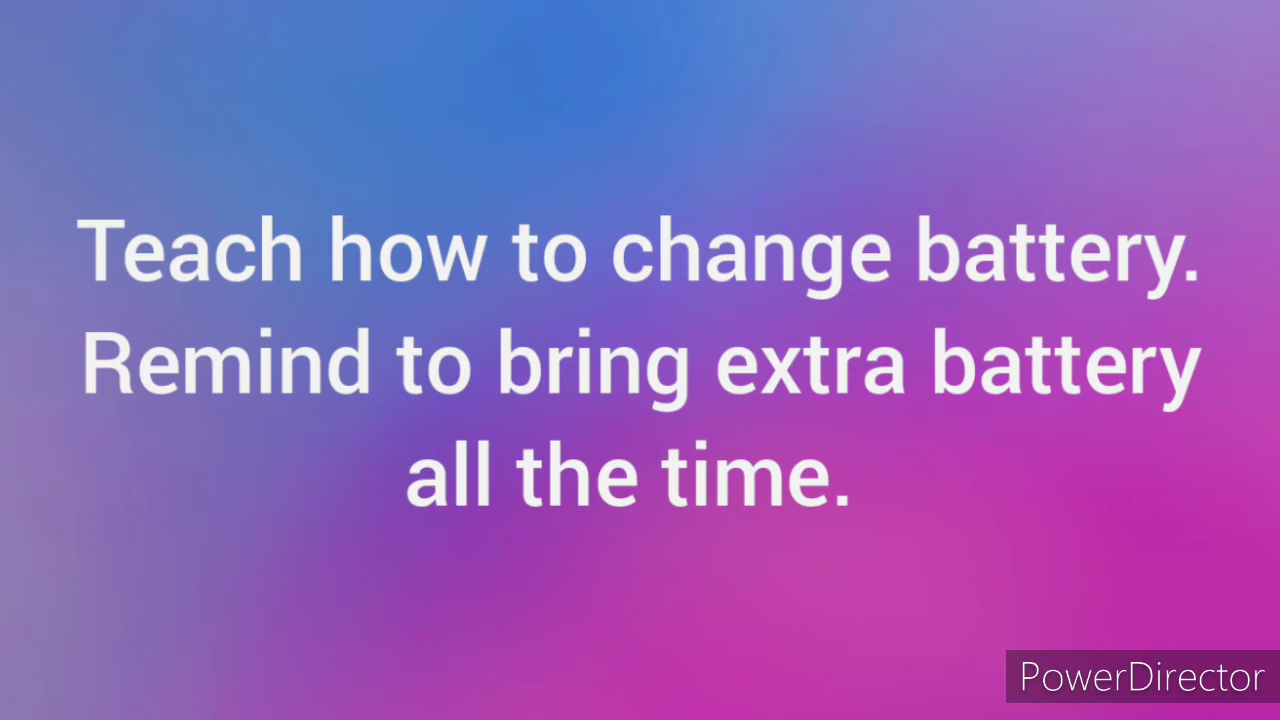 Teach how to change battery.
Remind to bring extra battery
all the time.
PowerDirector